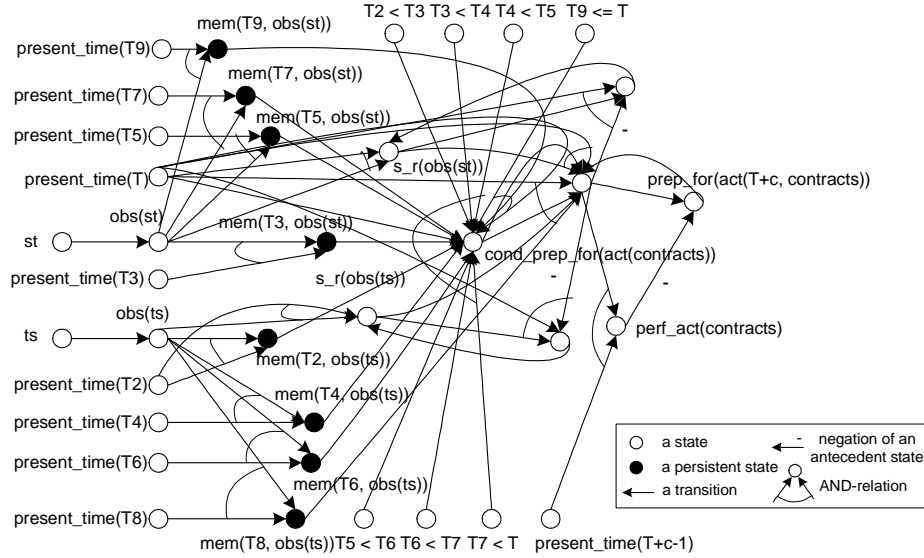 T2 < T3 T3 < T4 T4 < T5 T9 <= T
mem(T9, obs(st))
present_time(T9)
mem(T7, obs(st))
present_time(T7)
mem(T5, obs(st))
present_time(T5)
-
s_r(obs(st))
present_time(T)
prep_for(act(T+c, contracts))
obs(st)
mem(T3, obs(st))
st
cond_prep_for(act(contracts))
present_time(T3)
s_r(obs(ts))
-
-
obs(ts)
ts
perf_act(contracts)
mem(T2, obs(ts))
present_time(T2)
mem(T4, obs(ts))
present_time(T4)
present_time(T6)
mem(T6, obs(ts))
present_time(T8)
mem(T8, obs(ts)) T5 < T6 T6 < T7 T7 < T present_time(T+c-1)
a state
- negation of an
antecedent state
a persistent state
a transition
AND-relation